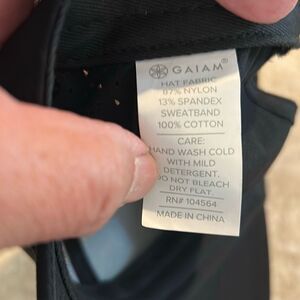 GAIAM®
HAT FABRIC
87% NYLON
13% SPANDEX
SWEATBAND
100% COTTON
CARE:
HAND WASH COLD
WITH MILD
DETERGENT.
DO NOT BLEACH
DRY FLAT.
RN# 104564
MADE IN CHINA